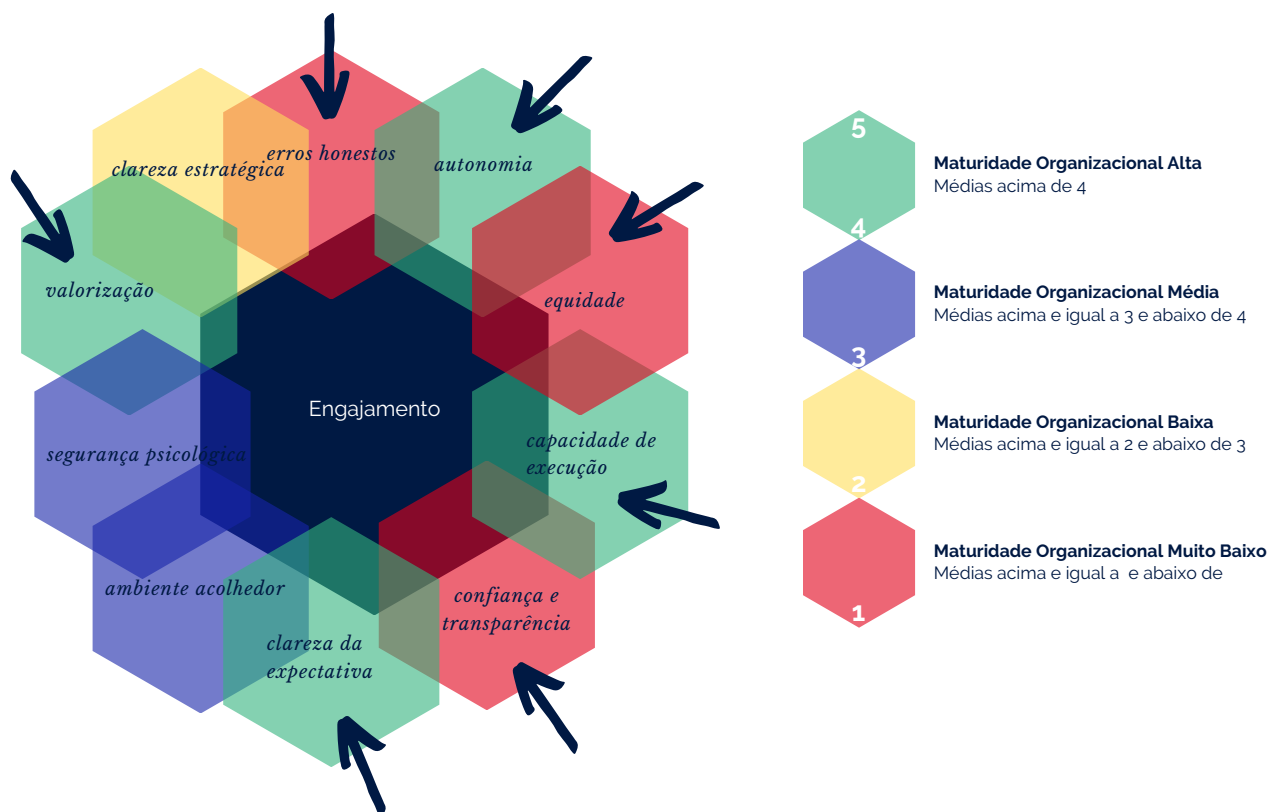 clareza estratégica
erros honestos
autonomia
valorização
equidade
Engajamento
segurança psicológica
capacidade de
execução
ambiente acolhedor
confiança e
transparência
clareza da
expectativa
5
Maturidade Organizacional Alta
Médias acima de 4
4
Maturidade Organizacional Média
Médias acima e igual a 3 e abaixo de 4
3
Maturidade Organizacional Baixa
Médias acima e igual a 2 e abaixo de 3
2
Maturidade Organizacional Muito Baixo
Médias acima e igual a e abaixo de
1